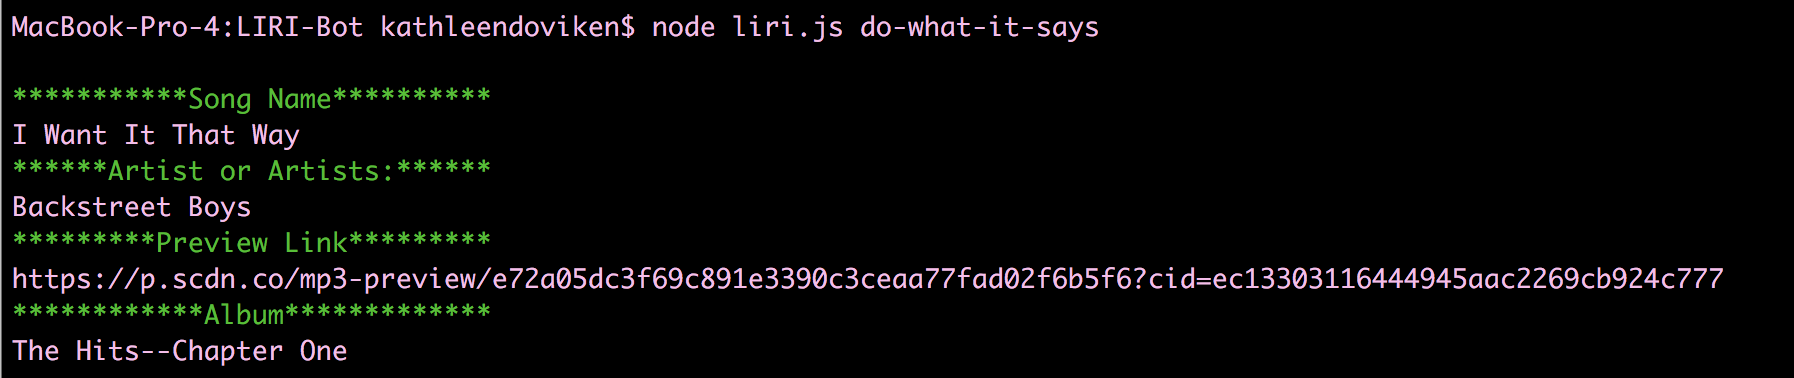 MacBook-Pro-4:LIRI-Bot kathleendoviken$ node liri.js do-what-it-says
***********Song Name**********
I Want It That Way
******Artist or Artists:******
Backstreet Boys
*********Preview Link*********
https://p.scdn.co/mp3-preview/e72a05dc3f69c891e3390c3ceaa77fad02f6b5f6?cid=ec13303116444945aac2269cb924c777
************Album*************
The Hits--Chapter One